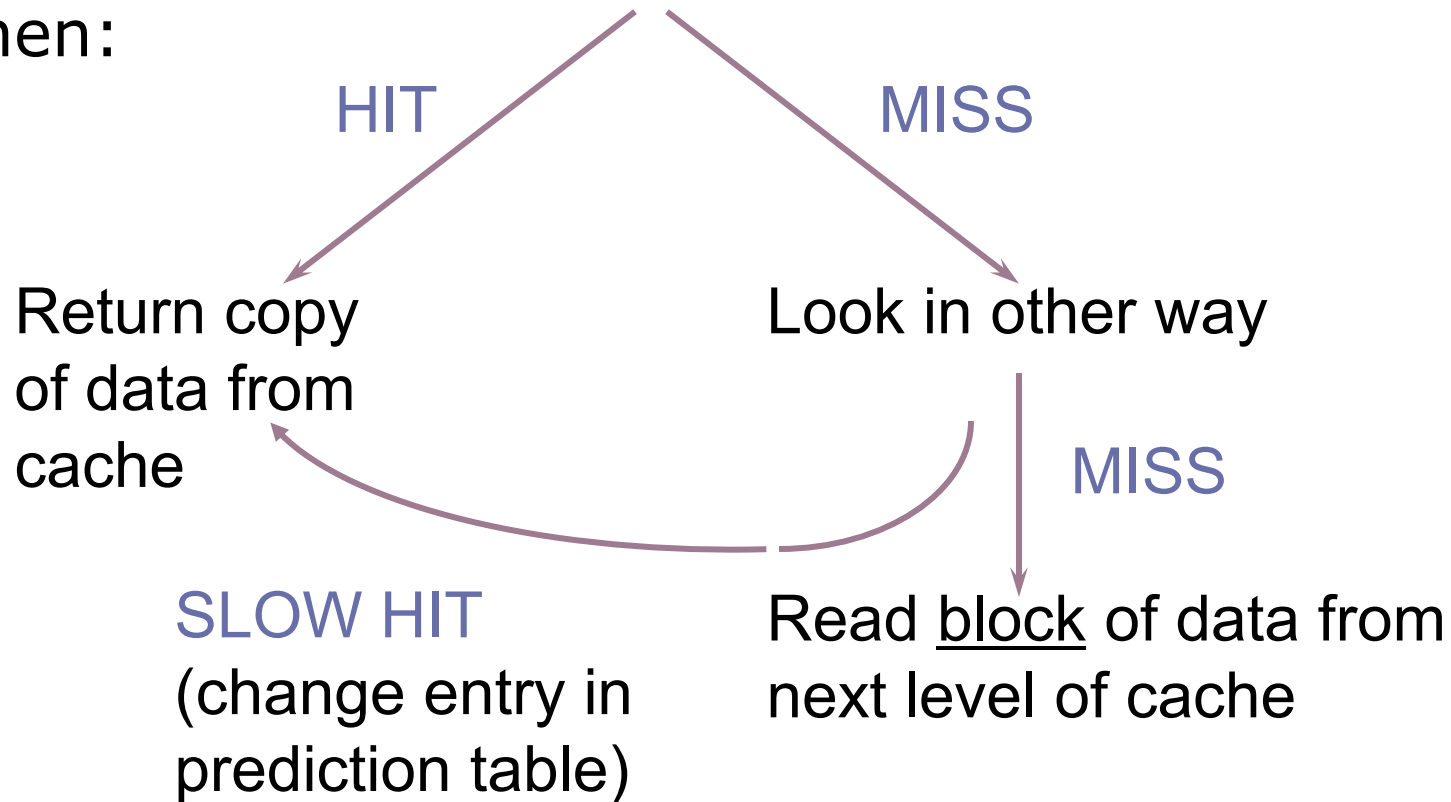 HIT
MISS
Return copy
of data from
cache
Look in other way
MISS
SLOW HIT
(change entry in
prediction table)
Read block of data from
next level of cache